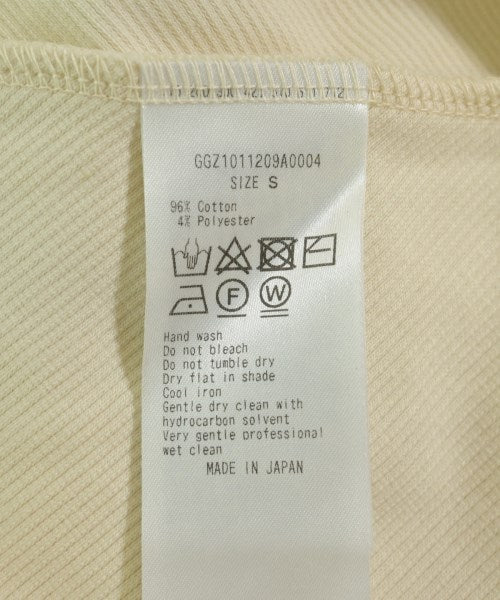 GGZ1011209A0004
SIZE S
96% Cotton
4% Polyester
F W
Hand wash
Do not bleach
Do not tumble dry
Dry flat in shade
Cool iron
Gentle dry clean with
hydrocarbon solvent
Very gentle professional
wet clean
MADE IN JAPAN